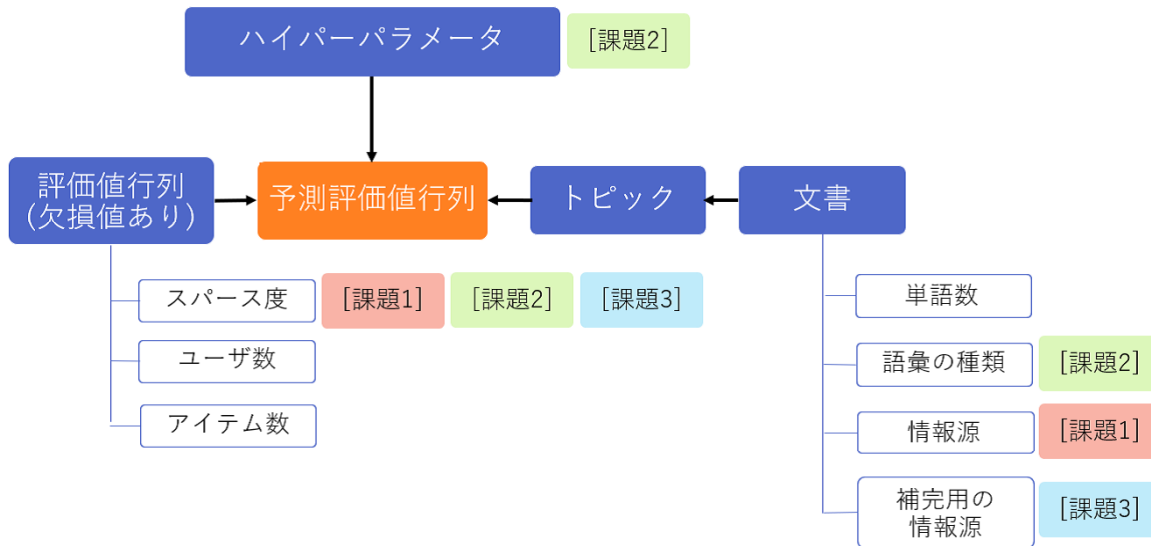 ハイパーパラメータ
[課題2]
評価値行列
(欠損値あり)
予測評価値行列
トピック
文書
スパース度
[課題1]
[課題2]
[課題3]
ユーザ数
アイテム数
単語数
語彙の種類
[課題2]
情報源
[課題1]
補完用の
情報源
[課題3]